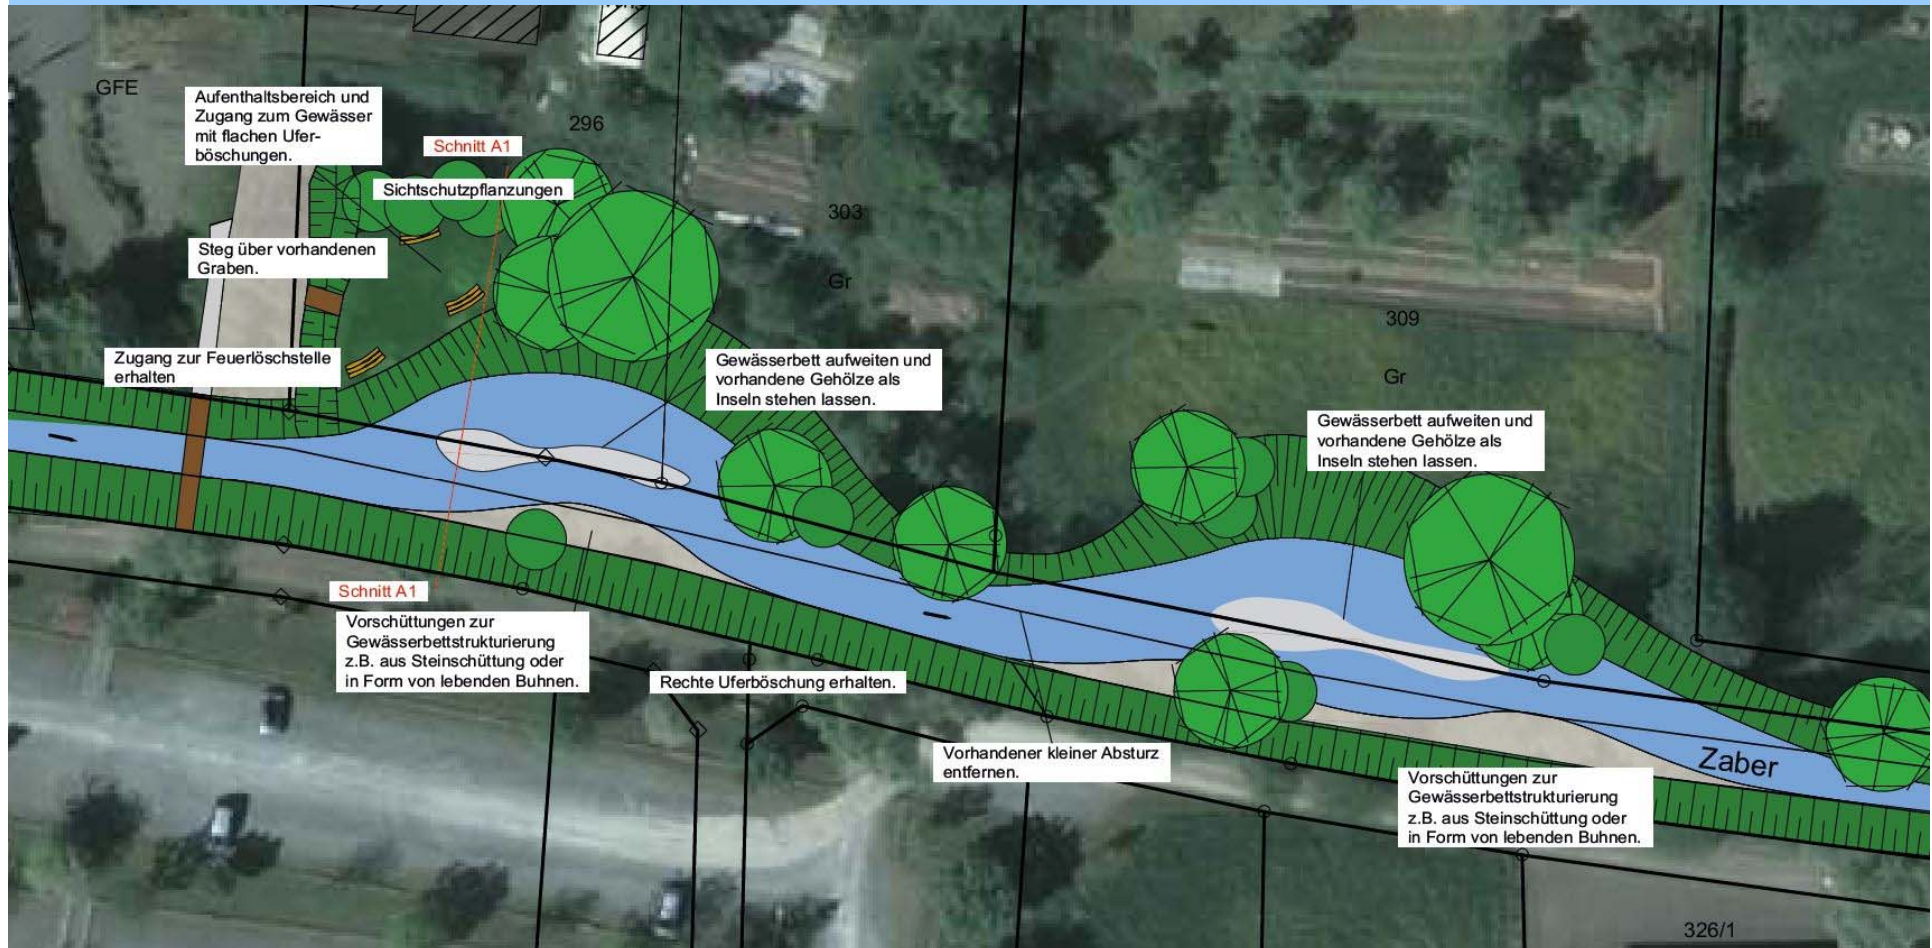 GFE
Aufenthaltsbereich und
Zugang zum Gewässer
mit flachen Ufer-
böschungen.
296
Schnitt A1
Sichtschutzpflanzungen
303
Gr
Steg über vorhandenen
Graben.
309
Gr
Zugang zur Feuerlöschstelle
erhalten
Gewässerbett aufweiten und
vorhandene Gehölze als
Inseln stehen lassen.
Gewässerbett aufweiten und
vorhandene Gehölze als
Inseln stehen lassen.
Schnitt A1
Vorschüttungen zur
Gewässerbettstrukturierung
z.B. aus Steinschüttung oder
in Form von lebenden Buhnen.
Rechte Uferböschung erhalten.
Vorhandener kleiner Absturz
entfernen.
Zaber
Vorschüttungen zur
Gewässerbettstrukturierung
z.B. aus Steinschüttung oder
in Form von lebenden Buhnen.
326/1